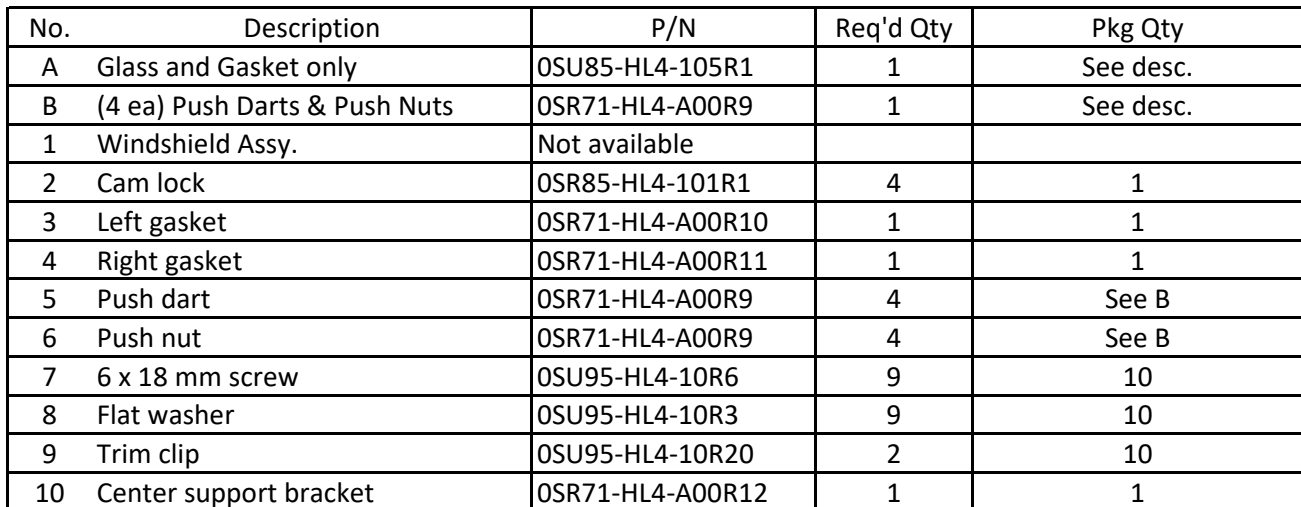 No. Description P/N Req'd Qty Pkg Qty
A Glass and Gasket only 0SU85-HL4-105R1 1 See desc.
B (4 ea) Push Darts & Push Nuts 0SR71-HL4-A00R9 1 See desc.
1 Windshield Assy. Not available
2 Cam lock 0SR85-HL4-101R1 4 1
3 Left gasket 0SR71-HL4-A00R10 1 1
4 Right gasket 0SR71-HL4-A00R11 1 1
5 Push dart 0SR71-HL4-A00R9 4 See B
6 Push nut 0SR71-HL4-A00R9 4 See B
7 6 x 18 mm screw 0SU95-HL4-10R6 9 10
8 Flat washer 0SU95-HL4-10R3 9 10
9 Trim clip 0SU95-HL4-10R20 2 10
10 Center support bracket 0SR71-HL4-A00R12 1 1